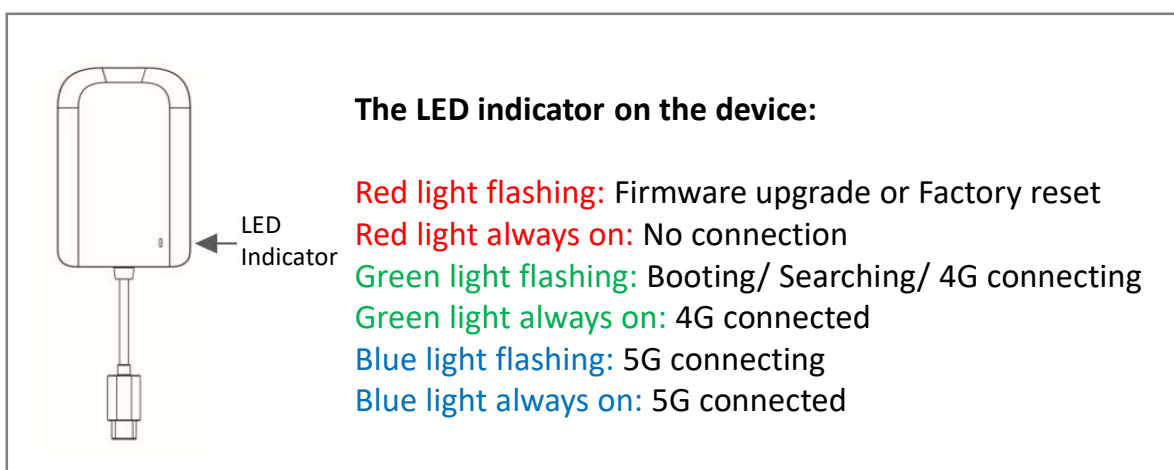 The LED indicator on the device:
Red light flashing: Firmware upgrade or Factory reset
Red light always on: No connection
LED
Indicator
Green light flashing: Booting/ Searching/ 4G connecting
Green light always on: 4G connected
Blue light flashing: 5G connecting
Blue light always on: 5G connected